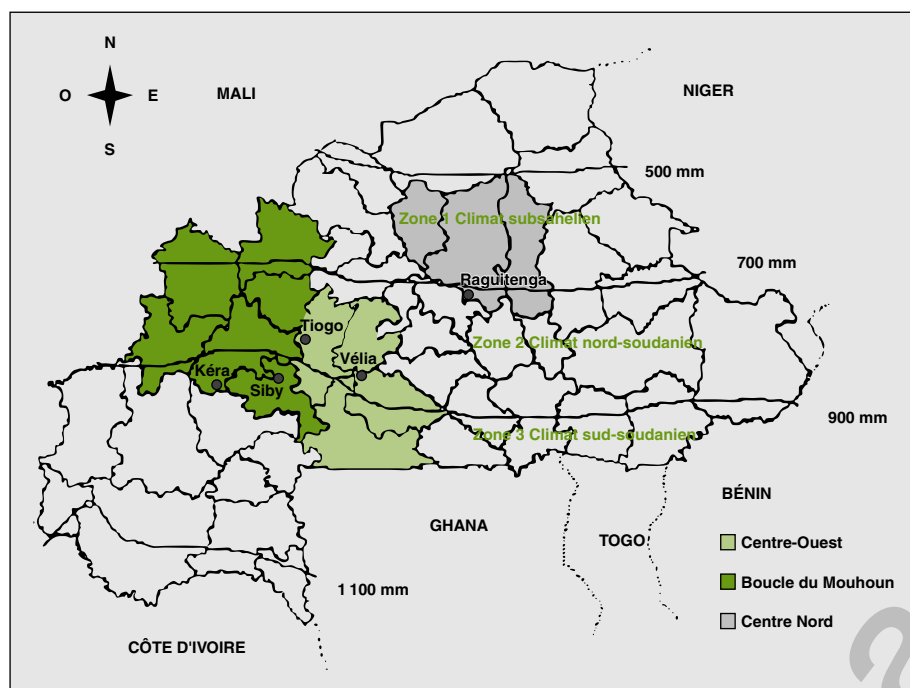 N
O E
S
MALI
NIGER
500 mm
Zone 1 Climat subsahelien
700 mm
Raguitenga
Tiogo
Zone 2 Climat nord-soudanien
Vélia
Kéra
Siby
900 mm
Zone 3 Climat sud-soudanien
BÉNIN
GHANA
TOGO
Centre-Ouest
Boucle du Mouhoun
1 100 mm
Centre Nord
CÔTE D'IVOIRE